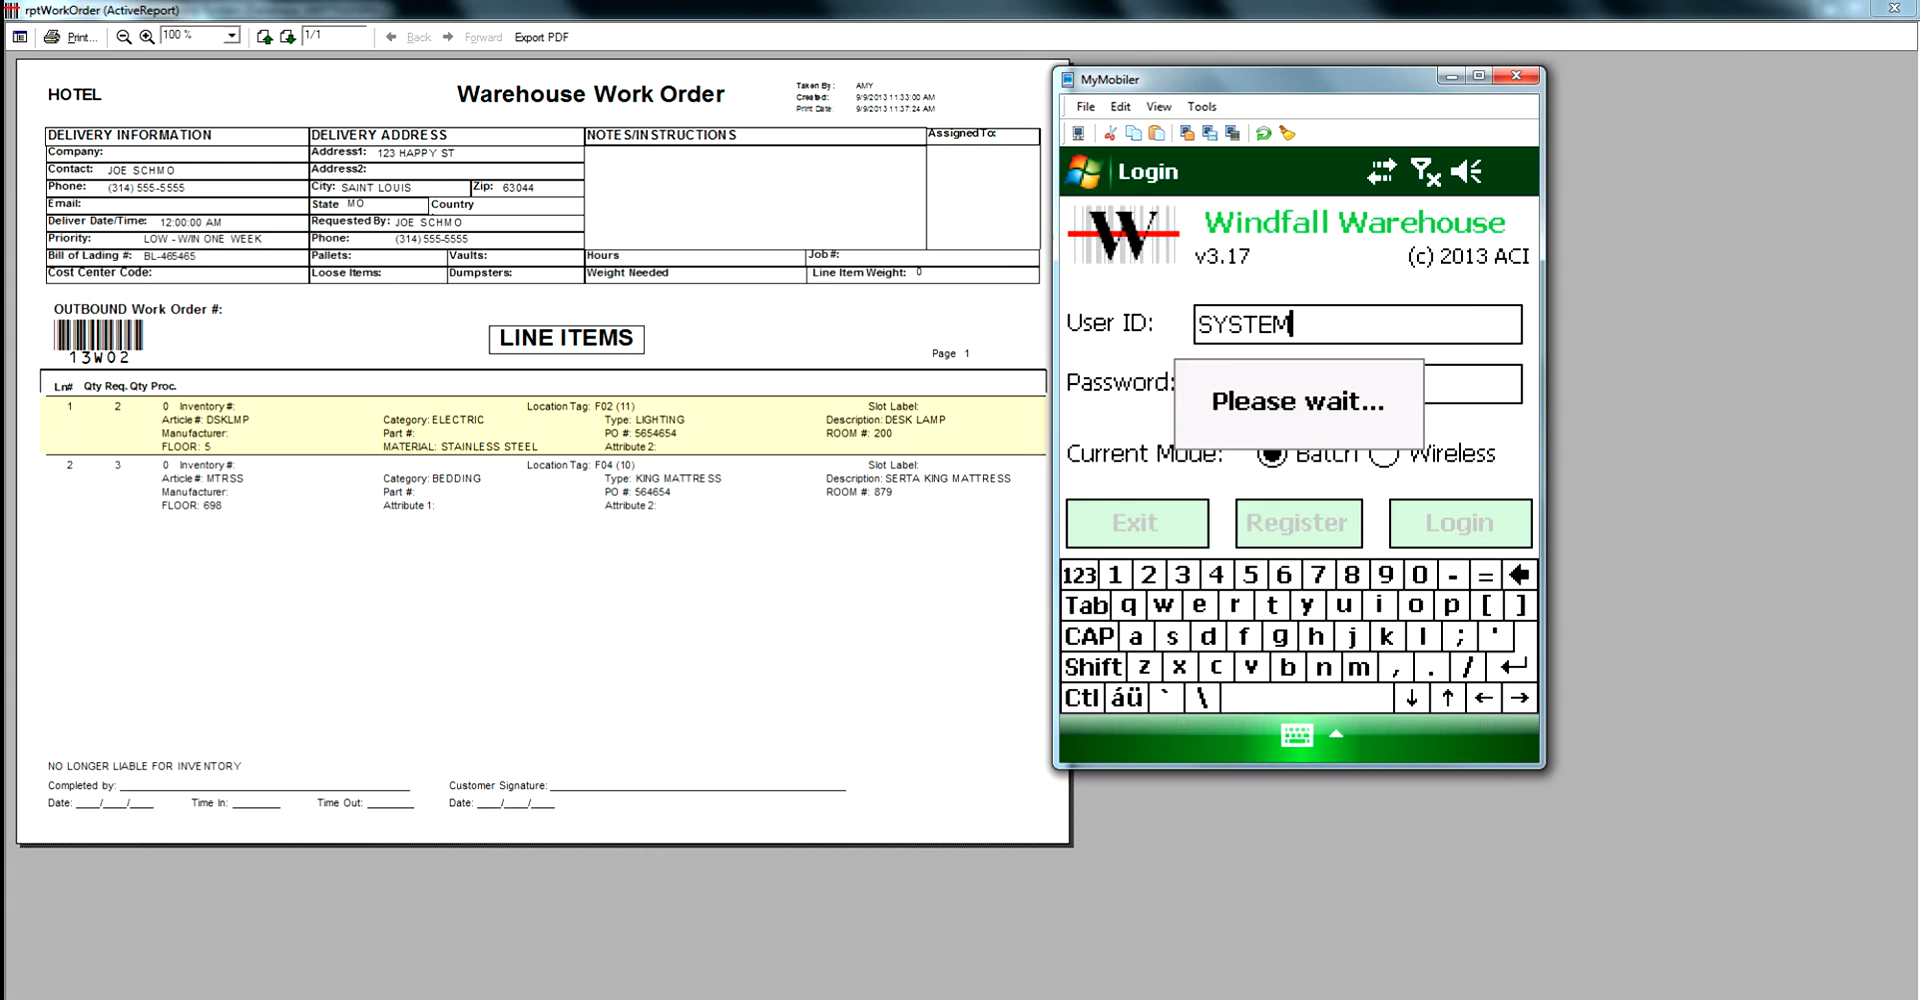 rptWorkOrder (ActiveReport)
Print... 100 % 1/1 Back Forward Export PDF
HOTEL
Warehouse Work Order
Taken By: AMY
Created: 9/9/2013 11:33:00 AM
Print Date: 9/9/2013 11:37:24 AM
DELIVERY INFORMATION DELIVERY ADDRESS NOTES/INSTRUCTIONS Assigned To:
Company: Address1: 123 HAPPY ST
Contact: JOE SCHMO Address2:
Phone: (314) 555-5555 City: SAINT LOUIS Zip: 63044
Email: State MO Country
Deliver Date/Time: 12:00:00 AM Requested By: JOE SCHMO
Priority: LOW - W/IN ONE WEEK Phone: (314) 555-5555
Bill of Lading #: BL-465465 Pallets: Vaults: Hours Job#:
Cost Center Code: Loose Items: Dumpsters: Weight Needed Line Item Weight: 0
OUTBOUND Work Order #:
13W02
LINE ITEMS
Page 1
Ln# Qty Req. Qty Proc.
1 2 0 Inventory #: Location Tag: F02 (11) Slot Label:
Article #: DSKLMP Category: ELECTRIC Type: LIGHTING Description: DESK LAMP
Manufacturer: Part #: PO #: 5654654 ROOM #: 200
FLOOR: 5 MATERIAL: STAINLESS STEEL Attribute 2:
2 3 0 Inventory #: Location Tag: F04 (10) Slot Label:
Article #: MTRSS Category: BEDDING Type: KING MATTRESS Description: SERTA KING MATTRESS
Manufacturer: Part #: PO #: 564654 ROOM #: 879
FLOOR: 698 Attribute 1: Attribute 2:
NO LONGER LIABLE FOR INVENTORY
Completed by: Customer Signature:
Date: ___/___/___ Time In: Time Out: Date: ___/___/___
MyMobiler
File Edit View Tools
Login
W Windfall Warehouse
v3.17 (c) 2013 ACI
User ID: SYSTEM
Password:
Please wait...
Current Mode: Batch Wireless
Exit Register Login
123 1 2 3 4 5 6 7 8 9 0 - =
Tab q w e r t y u i o p [ ]
CAP a s d f g h j k l ; '
Shift z x c v b n m , . /
Ctl áü ` \